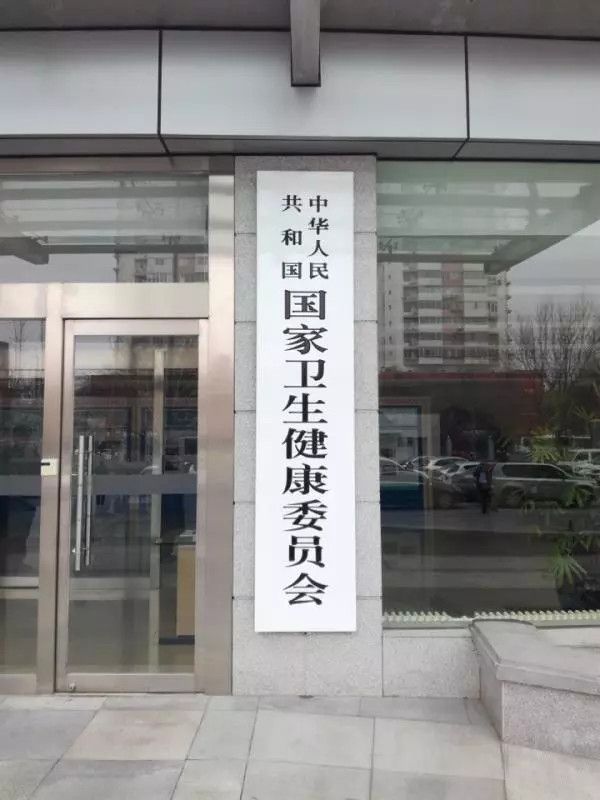 中华人民
共和国
国家卫生健康委员会